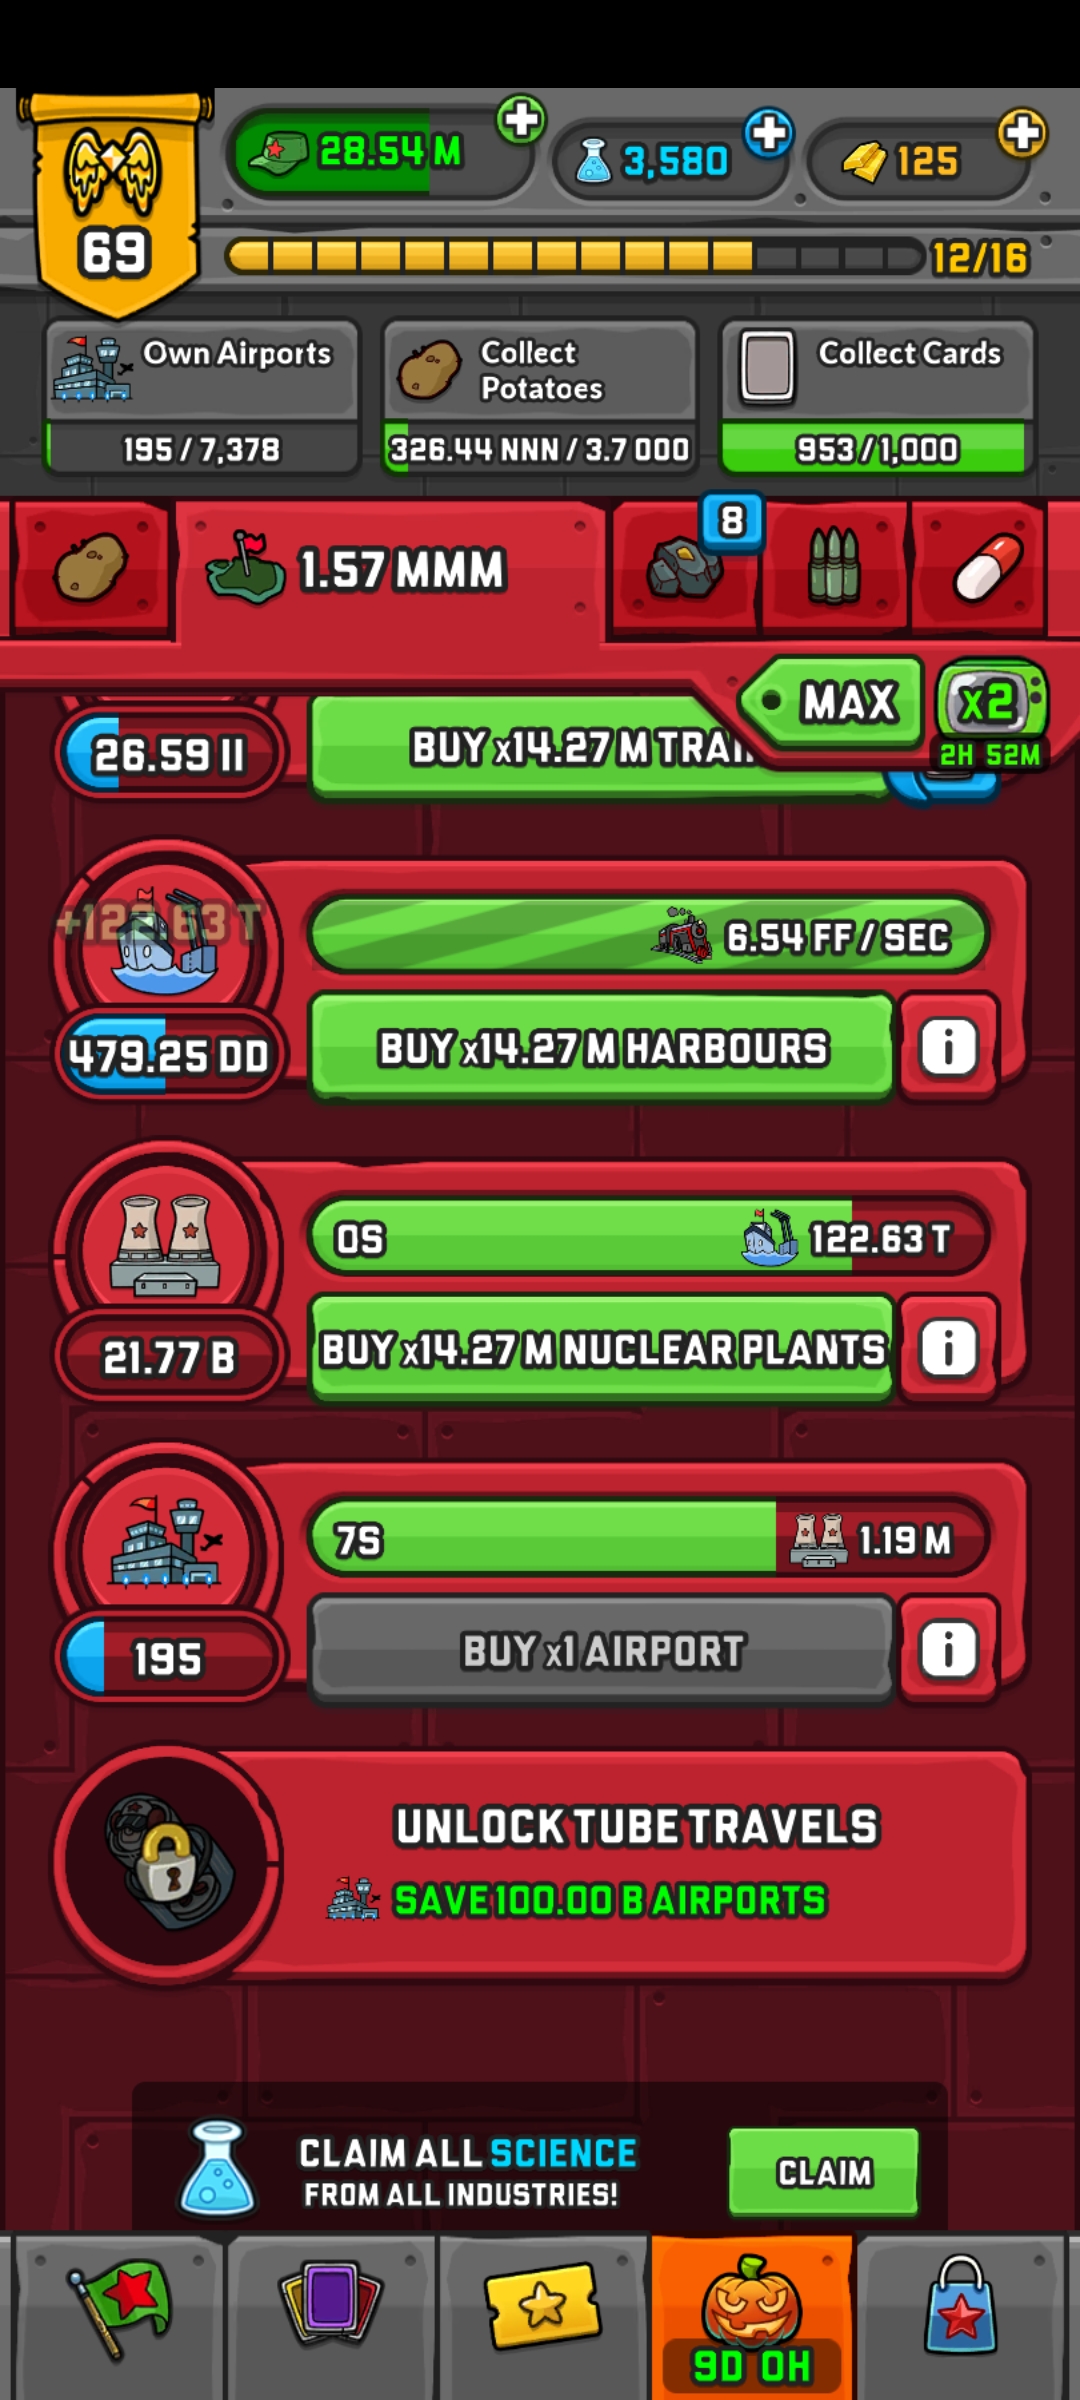 28.54 M
3,580
125
69
12/16
Own Airports
195 / 7,378
Collect
Potatoes
326.44 NNN / 3.7 OOO
Collect Cards
953 / 1,000
1.57 MMM
8
MAX
x2
2H 52M
26.59 II
BUY x14.27 M
+122.63 T
6.54 FF / SEC
479.25 DD
BUY x14.27 M HARBOURS
i
0S
122.63 T
21.77 B
BUY x14.27 M NUCLEAR PLANTS
i
7S
1.19 M
195
BUY x1 AIRPORT
i
UNLOCK TUBE TRAVELS
SAVE 100.00 B AIRPORTS
CLAIM ALL SCIENCE
FROM ALL INDUSTRIES!
CLAIM
9D 0H